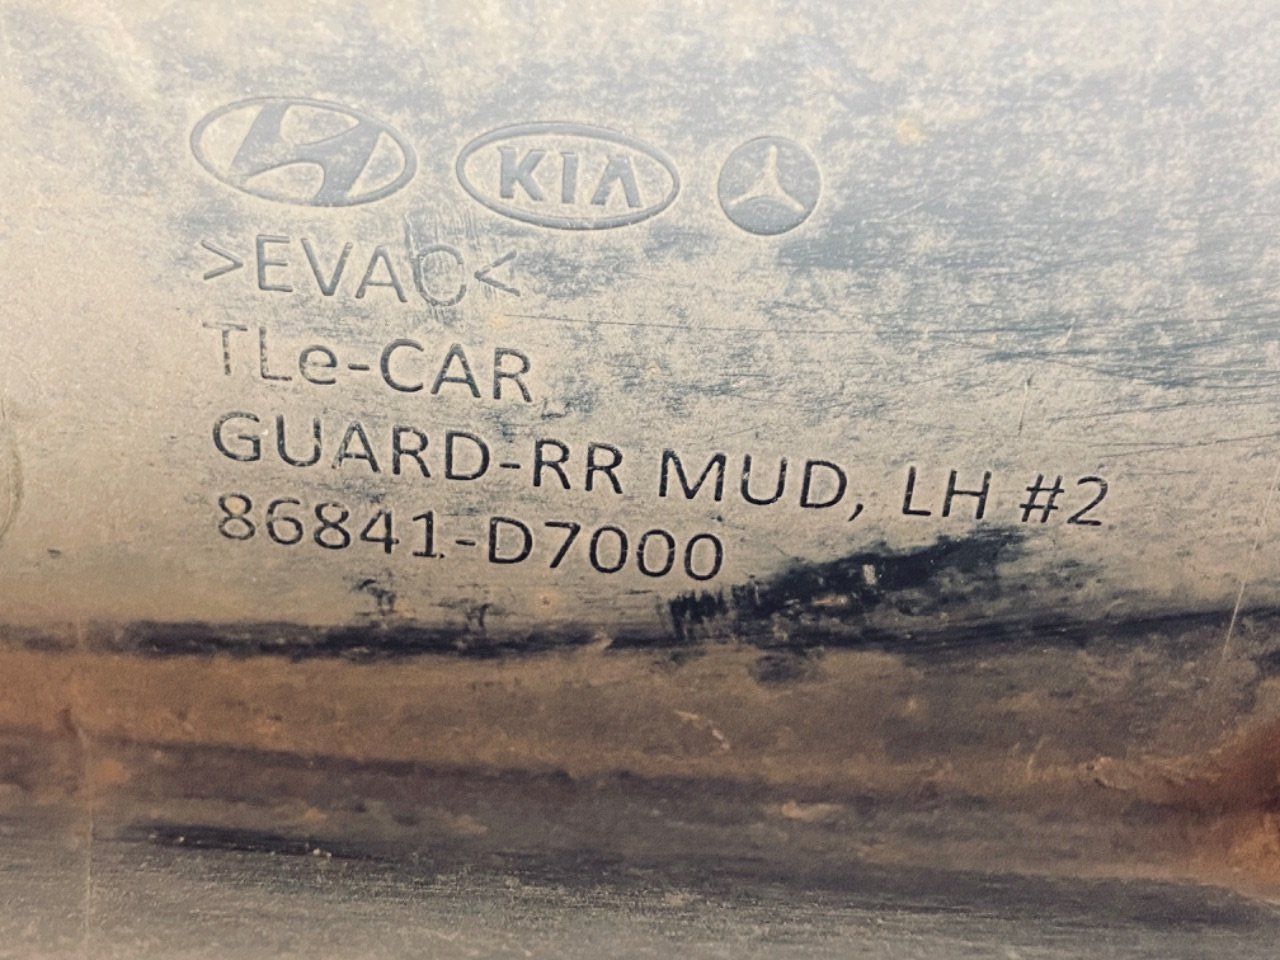 KIA
>EVAC<
TLe-CAR
GUARD-RR MUD, LH #2
86841-D7000